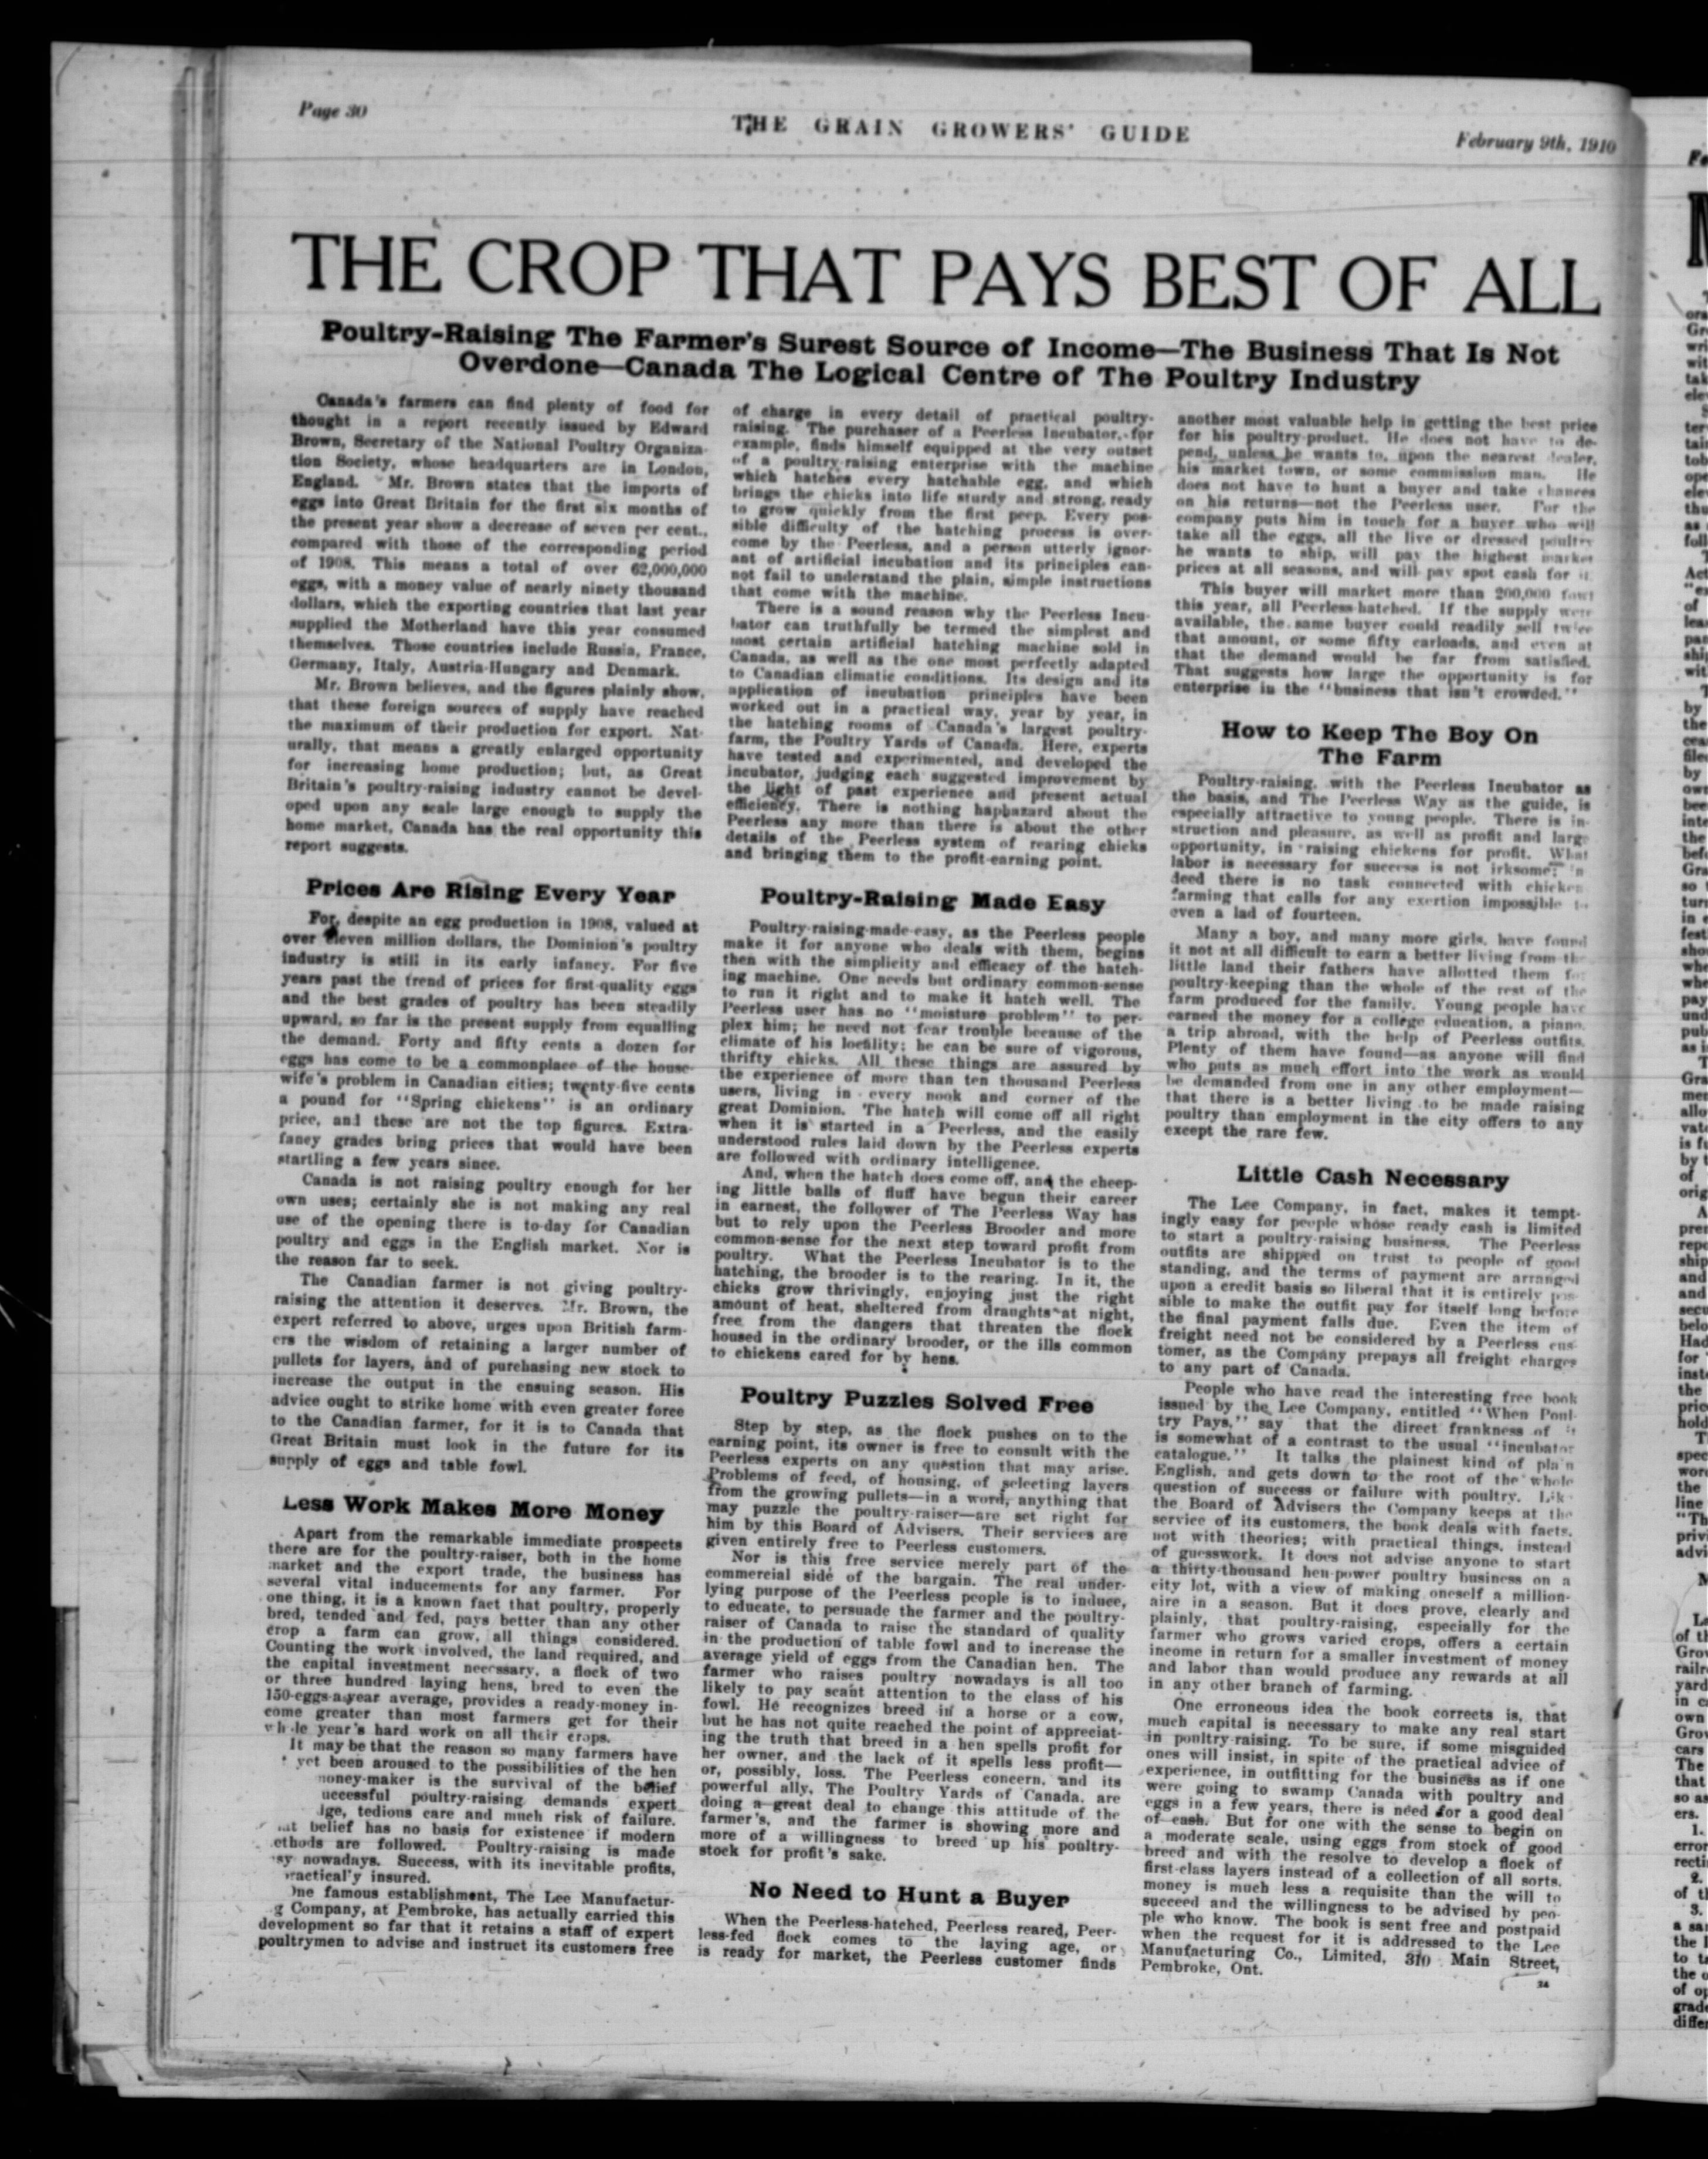 Page 30
THE GRAIN GROWERS' GUIDE
February 9th, 1910
THE CROP THAT PAYS BEST OF ALL
Poultry-Raising The Farmer's Surest Source of Income—The Business That Is Not
Overdone—Canada The Logical Centre of The Poultry Industry
Canada's farmers can find plenty of food for
thought in a report recently issued by Edward
Brown, Secretary of the National Poultry Organiza-
tion Society, whose headquarters are in London,
England. Mr. Brown states that the imports of
eggs into Great Britain for the first six months of
the present year show a decrease of seven per cent.,
compared with those of the corresponding period
of 1908. This means a total of over 62,000,000
eggs, with a money value of nearly ninety thousand
dollars, which the exporting countries that last year
supplied the Motherland have this year consumed
themselves. Those countries include Russia, France,
Germany, Italy, Austria-Hungary and Denmark.
Mr. Brown believes, and the figures plainly show,
that these foreign sources of supply have reached
the maximum of their production for export. Nat-
urally, that means a greatly enlarged opportunity
for increasing home production; but, as Great
Britain's poultry-raising industry cannot be devel-
oped upon any scale large enough to supply the
home market, Canada has the real opportunity this
report suggests.
Prices Are Rising Every Year
For, despite an egg production in 1908, valued at
over eleven million dollars, the Dominion's poultry
industry is still in its early infancy. For five
years past the trend of prices for first-quality eggs
and the best grades of poultry has been steadily
upward, so far is the present supply from equalling
the demand. Forty and fifty cents a dozen for
eggs has come to be a commonplace of the house-
wife's problem in Canadian cities; twenty-five cents
a pound for "Spring chickens" is an ordinary
price, and these are not the top figures. Extra-
fancy grades bring prices that would have been
startling a few years since.
Canada is not raising poultry enough for her
own uses; certainly she is not making any real
use of the opening there is to-day for Canadian
poultry and eggs in the English market. Nor is
the reason far to seek.
The Canadian farmer is not giving poultry-
raising the attention it deserves. Mr. Brown, the
expert referred to above, urges upon British farm-
ers the wisdom of retaining a larger number of
pullets for layers, and of purchasing new stock to
increase the output in the ensuing season. His
advice ought to strike home with even greater force
to the Canadian farmer, for it is to Canada that
Great Britain must look in the future for its
supply of eggs and table fowl.
Less Work Makes More Money
Apart from the remarkable immediate prospects
there are for the poultry-raiser, both in the home
market and the export trade, the business has
several vital inducements for any farmer. For
one thing, it is a known fact that poultry, properly
bred, tended and fed, pays better than any other
crop a farm can grow, all things considered.
Counting the work involved, the land required, and
the capital investment necessary, a flock of two
or three hundred laying hens, bred to even the
150-eggs-a-year average, provides a ready-money in-
come greater than most farmers get for their
whole year's hard work on all their crops.
It may be that the reason so many farmers have
yet been aroused to the possibilities of the hen
money-maker is the survival of the belief
uccessful poultry-raising demands expert
lge, tedious care and much risk of failure.
at belief has no basis for existence if modern
ethods are followed. Poultry-raising is made
sy nowadays. Success, with its inevitable profits,
ractical'y insured.
One famous establishment, The Lee Manufactur-
g Company, at Pembroke, has actually carried this
development so far that it retains a staff of expert
poultrymen to advise and instruct its customers free
of charge in every detail of practical poultry-
raising. The purchaser of a Peerless Incubator, for
example, finds himself equipped at the very outset
of a poultry-raising enterprise with the machine
which hatches every hatchable egg, and which
brings the chicks into life sturdy and strong, ready
to grow quickly from the first peep. Every pos-
sible difficulty of the hatching process is over-
come by the Peerless, and a person utterly ignor-
ant of artificial incubation and its principles can-
not fail to understand the plain, simple instructions
that come with the machine.
There is a sound reason why the Peerless Incu-
bator can truthfully be termed the simplest and
most certain artificial hatching machine sold in
Canada, as well as the one most perfectly adapted
to Canadian climatic conditions. Its design and its
application of incubation principles have been
worked out in a practical way, year by year, in
the hatching rooms of Canada's largest poultry-
farm, the Poultry Yards of Canada. Here, experts
have tested and experimented, and developed the
incubator, judging each suggested improvement by
the light of past experience and present actual
efficiency. There is nothing haphazard about the
Peerless any more than there is about the other
details of the Peerless system of rearing chicks
and bringing them to the profit-earning point.
Poultry-Raising Made Easy
Poultry-raising-made-easy, as the Peerless people
make it for anyone who deals with them, begins
then with the simplicity and efficacy of the hatch-
ing machine. One needs but ordinary common-sense
to run it right and to make it hatch well. The
Peerless user has no "moisture problem" to per-
plex him; he need not fear trouble because of the
climate of his locality; he can be sure of vigorous,
thrifty chicks. All these things are assured by
the experience of more than ten thousand Peerless
users, living in every nook and corner of the
great Dominion. The hatch will come off all right
when it is started in a Peerless, and the easily
understood rules laid down by the Peerless experts
are followed with ordinary intelligence.
And, when the hatch does come off, and the cheep-
ing little balls of fluff have begun their career
in earnest, the follower of The Peerless Way has
but to rely upon the Peerless Brooder and more
common-sense for the next step toward profit from
poultry. What the Peerless Incubator is to the
hatching, the brooder is to the rearing. In it, the
chicks grow thrivingly, enjoying just the right
amount of heat, sheltered from draughts at night,
free from the dangers that threaten the flock
housed in the ordinary brooder, or the ills common
to chickens cared for by hens.
Poultry Puzzles Solved Free
Step by step, as the flock pushes on to the
earning point, its owner is free to consult with the
Peerless experts on any question that may arise.
Problems of feed, of housing, of selecting layers
from the growing pullets—in a word, anything that
may puzzle the poultry-raiser—are set right for
him by this Board of Advisers. Their services are
given entirely free to Peerless customers.
Nor is this free service merely part of the
commercial side of the bargain. The real under-
lying purpose of the Peerless people is to induce,
to educate, to persuade the farmer and the poultry-
raiser of Canada to raise the standard of quality
in the production of table fowl and to increase the
average yield of eggs from the Canadian hen. The
farmer who raises poultry nowadays is all too
likely to pay scant attention to the class of his
fowl. He recognizes breed in a horse or a cow,
but he has not quite reached the point of appreciat-
ing the truth that breed in a hen spells profit for
her owner, and the lack of it spells less profit—
or, possibly, loss. The Peerless concern, and its
powerful ally, The Poultry Yards of Canada, are
doing a great deal to change this attitude of the
farmer's, and the farmer is showing more and
more of a willingness to breed up his poultry-
stock for profit's sake.
No Need to Hunt a Buyer
When the Peerless-hatched, Peerless reared, Peer-
less-fed flock comes to the laying age, or
is ready for market, the Peerless customer finds
another most valuable help in getting the best price
for his poultry-product. He does not have to de-
pend, unless he wants to, upon the nearest dealer,
his market town, or some commission man. He
does not have to hunt a buyer and take chances
on his returns—not the Peerless user. For the
company puts him in touch for a buyer who will
take all the eggs, all the live or dressed poultry
he wants to ship, will pay the highest market
prices at all seasons, and will pay spot cash for it.
This buyer will market more than 200,000 fowl
this year, all Peerless-hatched. If the supply were
available, the same buyer could readily sell twice
that amount, or some fifty carloads, and even at
that the demand would be far from satisfied.
That suggests how large the opportunity is for
enterprise in the "business that isn't crowded."
How to Keep The Boy On
The Farm
Poultry-raising, with the Peerless Incubator as
the basis, and The Peerless Way as the guide, is
especially attractive to young people. There is in-
struction and pleasure, as well as profit and large
opportunity, in raising chickens for profit. What
labor is necessary for success is not irksome; in
deed there is no task connected with chicken
farming that calls for any exertion impossible to
even a lad of fourteen.
Many a boy, and many more girls, have found
it not at all difficult to earn a better living from the
little land their fathers have allotted them for
poultry-keeping than the whole of the rest of the
farm produced for the family. Young people have
earned the money for a college education, a piano,
a trip abroad, with the help of Peerless outfits.
Plenty of them have found—as anyone will find
who puts as much effort into the work as would
be demanded from one in any other employment—
that there is a better living to be made raising
poultry than employment in the city offers to any
except the rare few.
Little Cash Necessary
The Lee Company, in fact, makes it tempt-
ingly easy for people whose ready cash is limited
to start a poultry-raising business. The Peerless
outfits are shipped on trust to people of good
standing, and the terms of payment are arranged
upon a credit basis so liberal that it is entirely pos-
sible to make the outfit pay for itself long before
the final payment falls due. Even the item of
freight need not be considered by a Peerless cus-
tomer, as the Company prepays all freight charges
to any part of Canada.
People who have read the interesting free book
issued by the Lee Company, entitled "When Poul-
try Pays," say that the direct frankness of it
is somewhat of a contrast to the usual "incubator
catalogue." It talks the plainest kind of plain
English, and gets down to the root of the whole
question of success or failure with poultry. Lik
the Board of Advisers the Company keeps at the
service of its customers, the book deals with facts,
not with theories; with practical things, instead
of guesswork. It does not advise anyone to start
a thirty-thousand hen-power poultry business on a
city lot, with a view of making oneself a million-
aire in a season. But it does prove, clearly and
plainly, that poultry-raising, especially for the
farmer who grows varied crops, offers a certain
income in return for a smaller investment of money
and labor than would produce any rewards at all
in any other branch of farming.
One erroneous idea the book corrects is, that
much capital is necessary to make any real start
in poultry-raising. To be sure, if some misguided
ones will insist, in spite of the practical advice of
experience, in outfitting for the business as if one
were going to swamp Canada with poultry and
eggs in a few years, there is need for a good deal
of cash. But for one with the sense to begin on
a moderate scale, using eggs from stock of good
breed and with the resolve to develop a flock of
first-class layers instead of a collection of all sorts,
money is much less a requisite than the will to
succeed and the willingness to be advised by peo-
ple who know. The book is sent free and postpaid
when the request for it is addressed to the Lee
Manufacturing Co., Limited, 310 Main Street,
Pembroke, Ont.
24